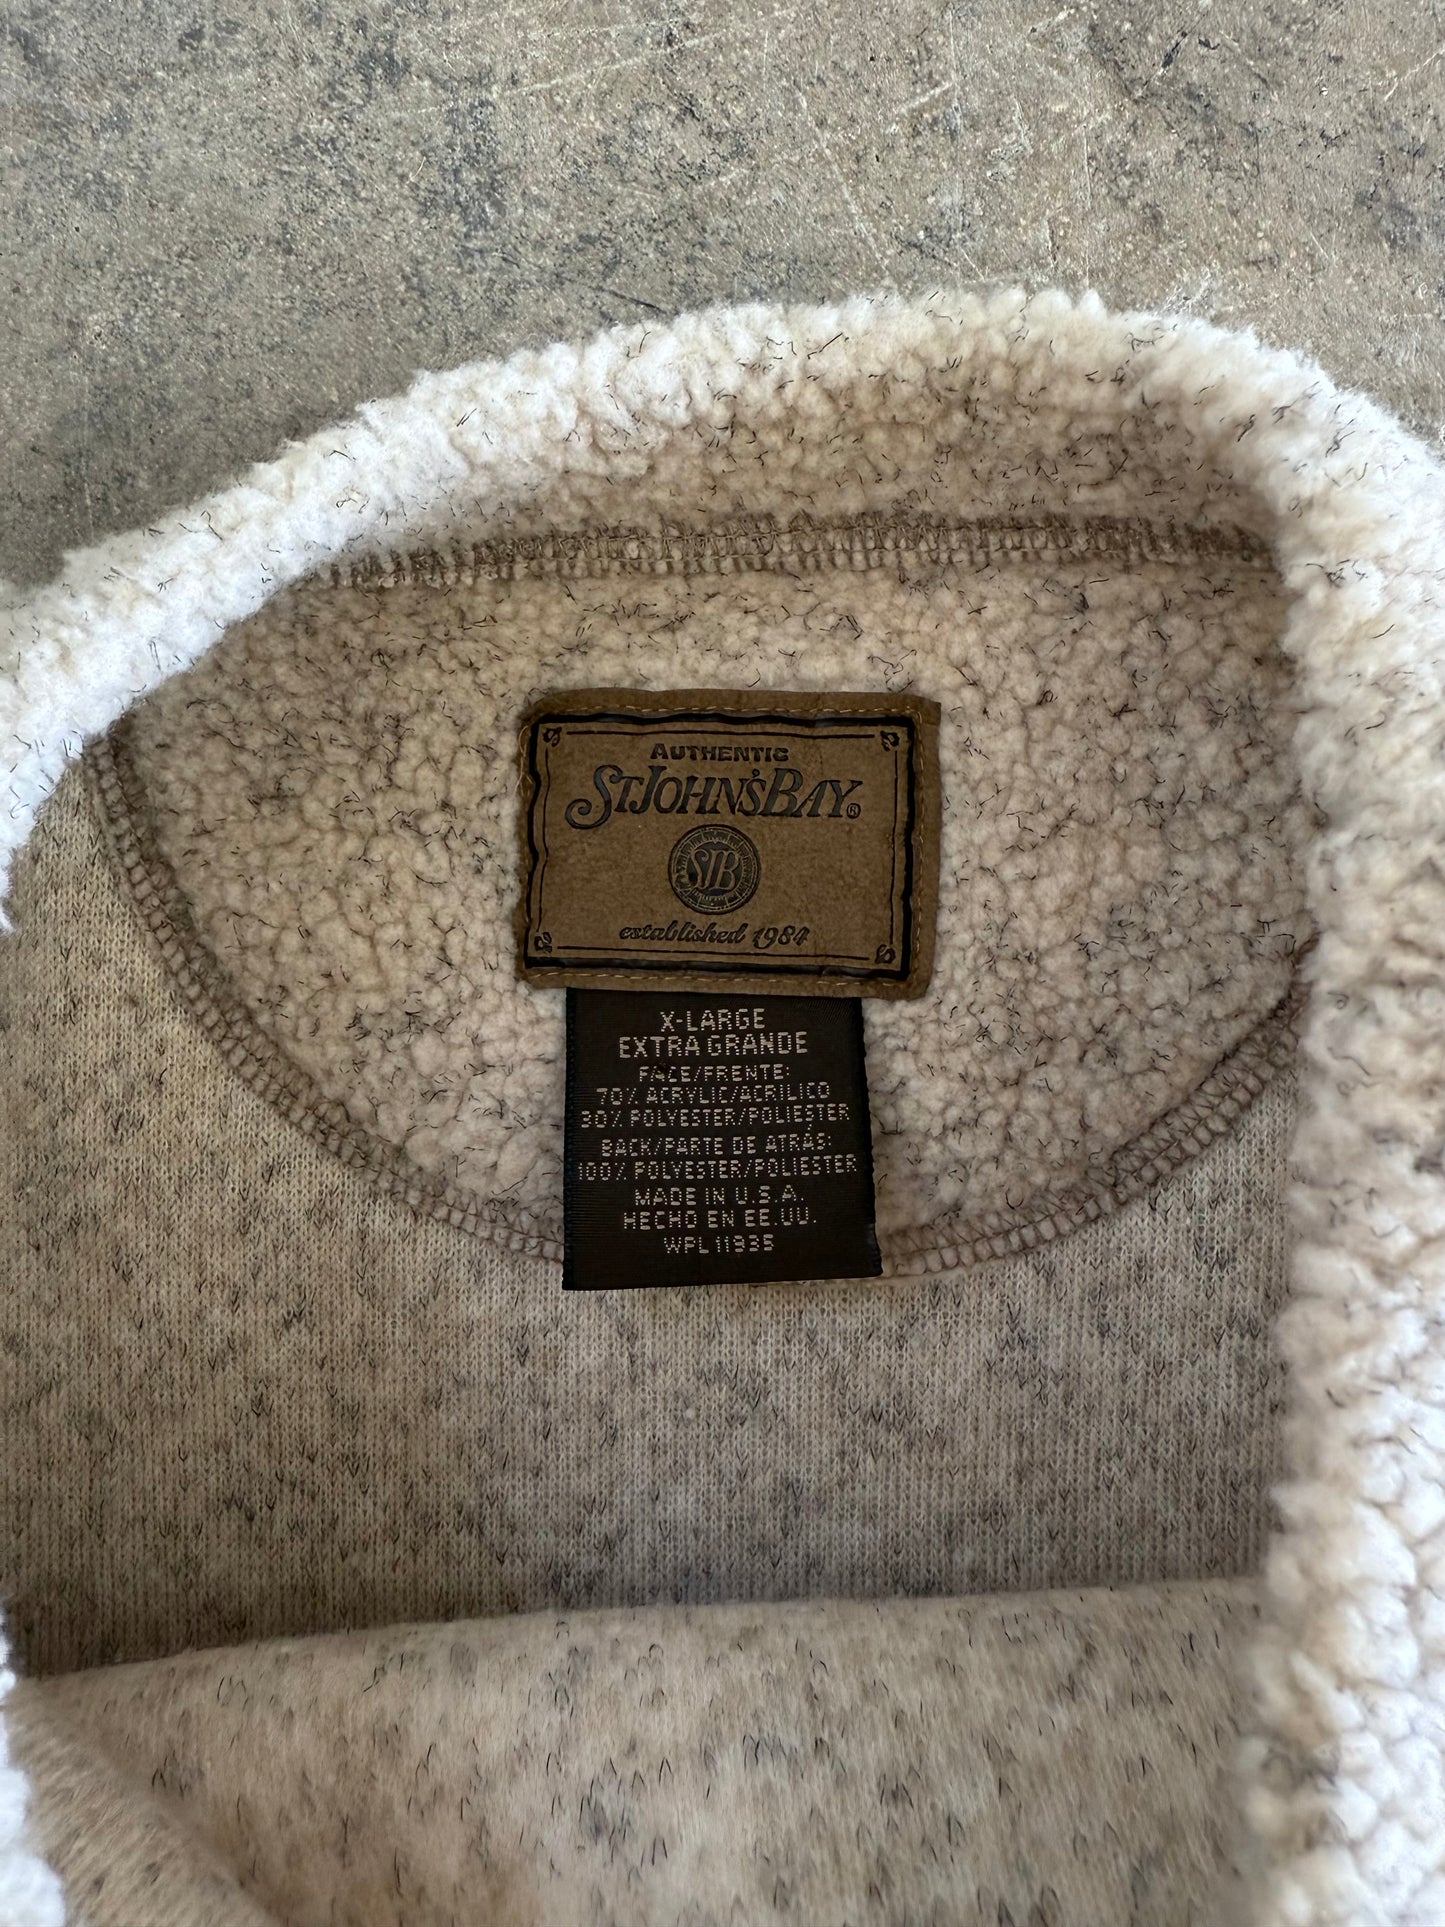 AUTHENTIC
ST JOHN'S BAY®
SJB
established 1984
X-LARGE
EXTRA GRANDE
FACE/FRENTE:
70% ACRYLIC/ACRILICO
30% POLYESTER/POLIESTER
BACK/PARTE DE ATRÁS:
100% POLYESTER/POLIESTER
MADE IN U.S.A.
HECHO EN EE.UU.
WPL 11935